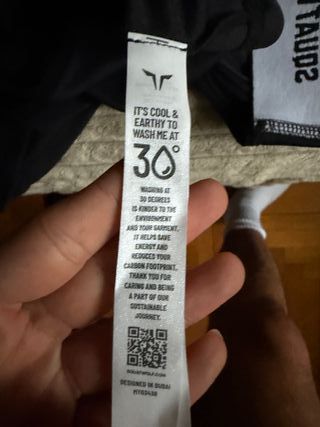 IT'S COOL &
EARTHY TO
WASH ME AT
30°
WASHING AT
30 DEGREES
IS KINDER TO THE
ENVIRONMENT
AND YOUR GARMENT.
IT HELPS SAVE
ENERGY AND
REDUCES YOUR
CARBON FOOTPRINT.
THANK YOU FOR
CARING AND BEING
A PART OF OUR
SUSTAINABLE
JOURNEY.
SQUATWOLF.COM
DESIGNED IN DUBAI